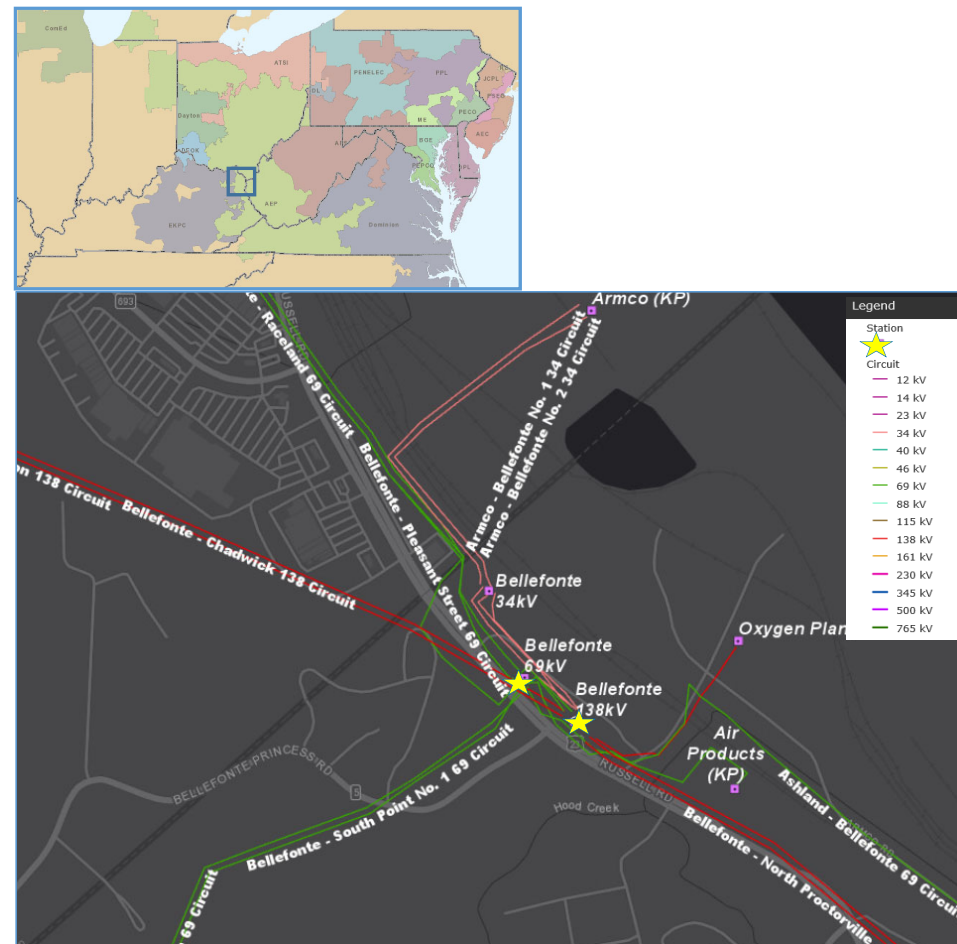 ComEd
ATSI
PENELEC
PPL
JCPL
PSEG
DL
Dayton
ME
PECO
AEC
BGE
PEPCO
DPL
DEOK
AEP
EKPC
Dominion
693
RUSSELL RD
Armco (KP)
- Raceland 69 Circuit
Armco - Bellefonte No. 1 34 Circuit
Armco - Bellefonte No. 2 34 Circuit
Bellefonte - Pleasant Street 69 Circuit
138 Circuit
Bellefonte - Chadwick 138 Circuit
Bellefonte
34kV
Bellefonte
69kV
Bellefonte
138kV
Oxygen
Air
Products
(KP)
23
RUSSELL RD
BELLEFONTE PRINCESS RD
5
Hood Creek
Bellefonte - South Point No. 1 69 Circuit
69 Circuit
Bellefonte - North Proctorville
Ashland - Bellefonte 69
ARMCO RD
Legend
Station
Circuit
12 kV
14 kV
23 kV
34 kV
40 kV
46 kV
69 kV
88 kV
115 kV
138 kV
161 kV
230 kV
345 kV
500 kV
765 kV